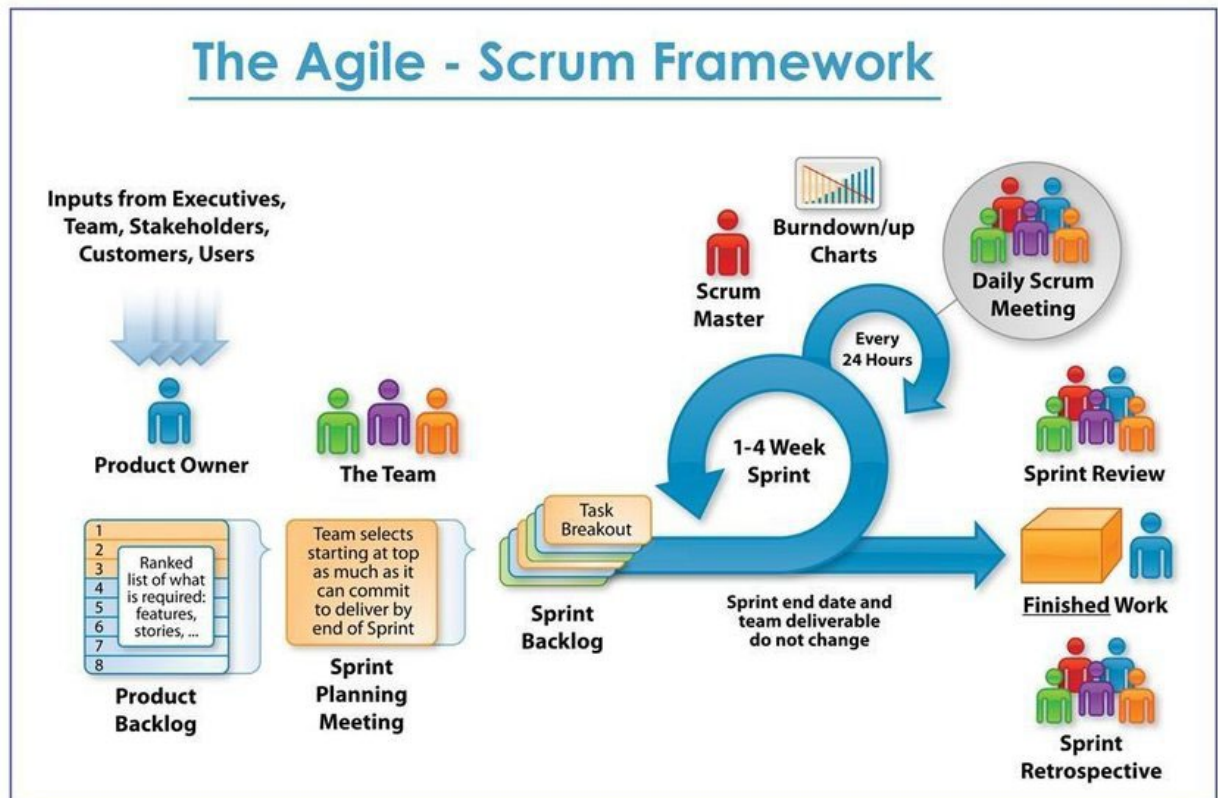 The Agile - Scrum Framework
Inputs from Executives,
Team, Stakeholders,
Customers, Users
Product Owner
The Team
1
2
3
4
5
6
7
8
Ranked
list of what
is required:
features,
stories, ...
Product
Backlog
Team selects
starting at top
as much as it
can commit
to deliver by
end of Sprint
Sprint
Planning
Meeting
Task
Breakout
Sprint
Backlog
Scrum
Master
Burndown/up
Charts
Every
24 Hours
Daily Scrum
Meeting
1-4 Week
Sprint
Sprint end date and
team deliverable
do not change
Sprint Review
Finished Work
Sprint
Retrospective